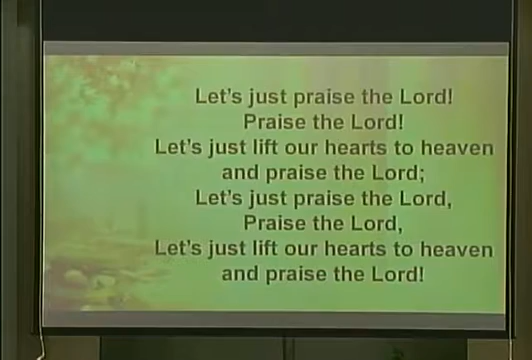 Let's just praise the Lord!
Praise the Lord!
Let's just lift our hearts to heaven
and praise the Lord;
Let's just praise the Lord,
Praise the Lord,
Let's just lift our hearts to heaven
and praise the Lord!